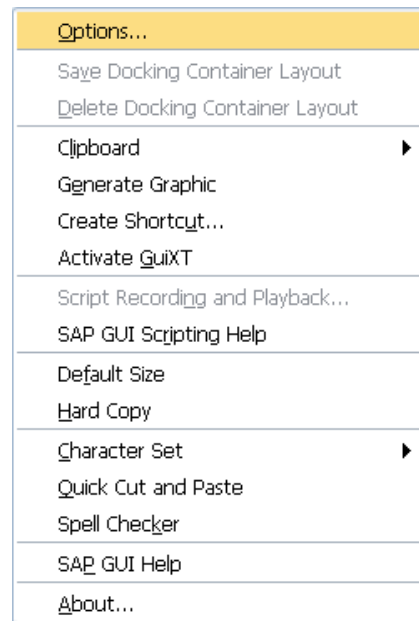 Options...
Save Docking Container Layout
Delete Docking Container Layout
Clipboard
Generate Graphic
Create Shortcut...
Activate GuiXT
Script Recording and Playback...
SAP GUI Scripting Help
Default Size
Hard Copy
Character Set
Quick Cut and Paste
Spell Checker
SAP GUI Help
About...